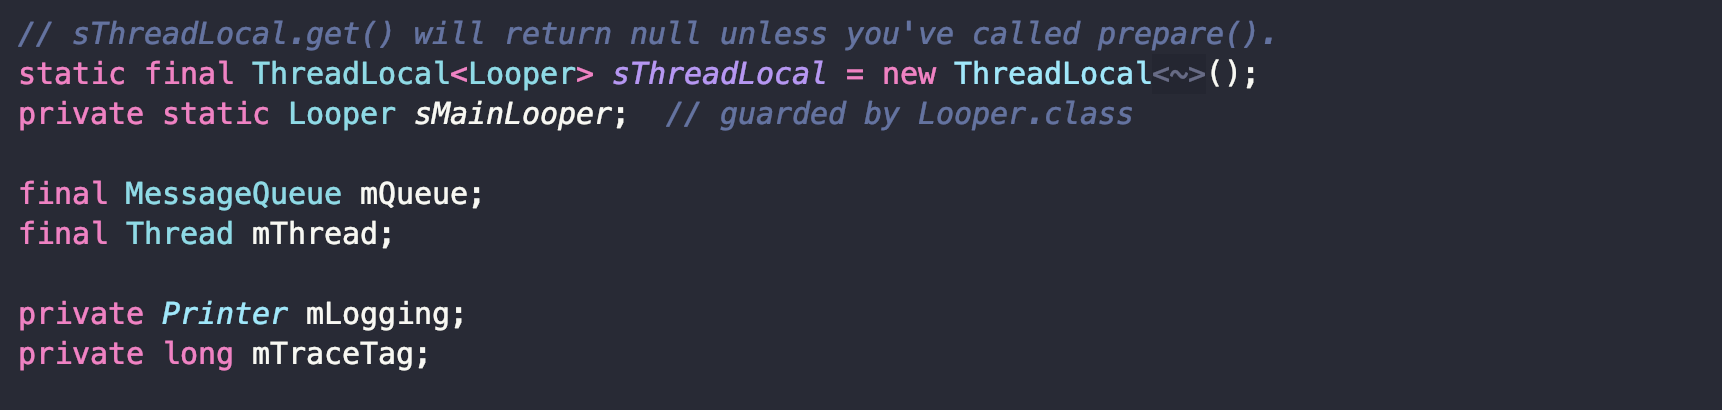 // sThreadLocal.get() will return null unless you've called prepare().
static final ThreadLocal<Looper> sThreadLocal = new ThreadLocal<~>();
private static Looper sMainLooper;  // guarded by Looper.class
final MessageQueue mQueue;
final Thread mThread;
private Printer mLogging;
private long mTraceTag;